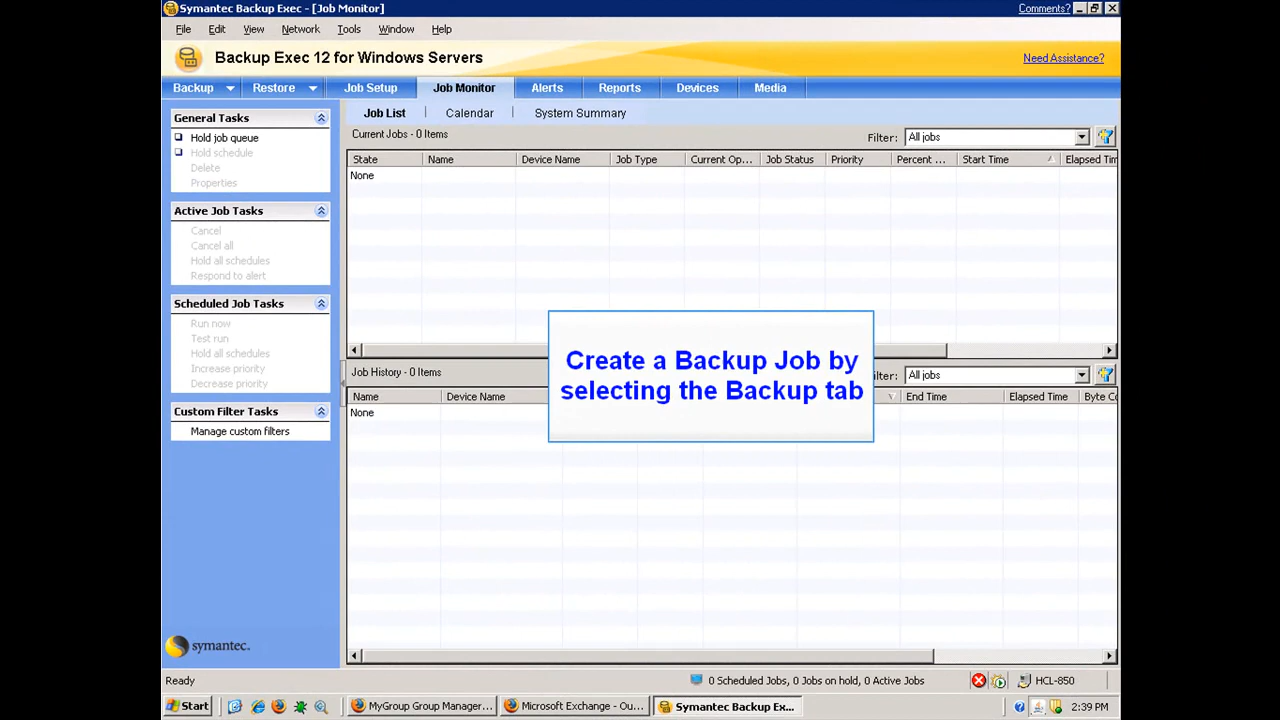 Symantec Backup Exec - [Job Monitor]
Comments?
File Edit View Network Tools Window Help
Backup Exec 12 for Windows Servers
Need Assistance?
Backup Restore Job Setup Job Monitor Alerts Reports Devices Media
Job List Calendar System Summary
General Tasks
Hold job queue
Hold schedule
Delete
Properties
Active Job Tasks
Cancel
Cancel all
Hold all schedules
Respond to alert
Scheduled Job Tasks
Run now
Test run
Hold all schedules
Increase priority
Decrease priority
Custom Filter Tasks
Manage custom filters
symantec.
Current Jobs - 0 Items
Filter: All jobs
State Name Device Name Job Type Current Op... Job Status Priority Percent ... Start Time Elapsed Tim
None
Create a Backup Job by
selecting the Backup tab
Job History - 0 Items
ilter: All jobs
Name Device Name End Time Elapsed Time Byte Co
None
Ready
0 Scheduled Jobs, 0 Jobs on hold, 0 Active Jobs
HCL-850
Start
MyGroup Group Manager...
Microsoft Exchange - Ou...
Symantec Backup Ex...
2:39 PM